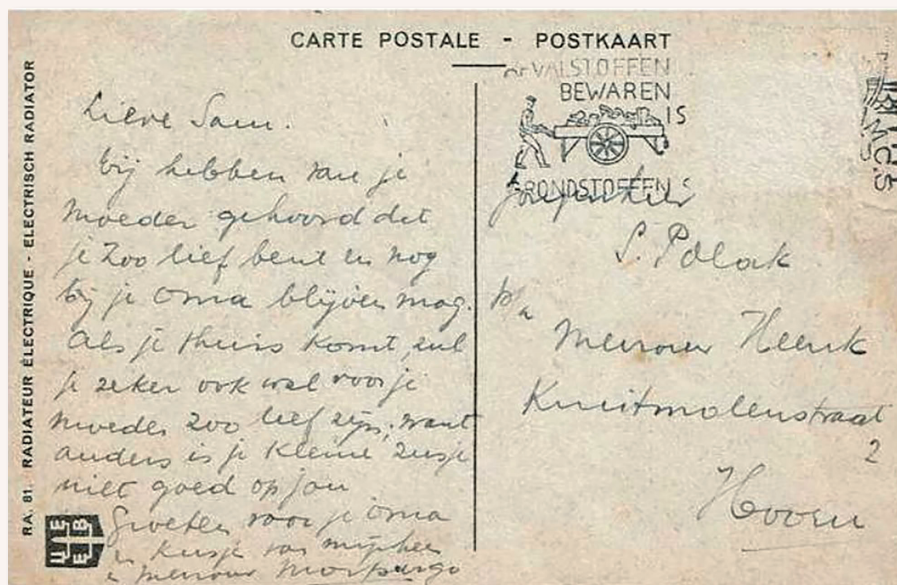 CARTE POSTALE - POSTKAART
RA. 81. RADIATEUR ÉLECTRIQUE - ELECTRISCH RADIATOR
AFVALSTOFFEN
BEWAREN
IS
GRONDSTOFFEN S
Lieve Sam.
Wij hebben van je
moeder gehoord dat
je zoo lief bent en nog
bij je Oma blijven mag.
Als je thuis komt, zul
je zeker ook wel voor je
moeder zoo lief zijn, want
anders is je kleine zusje
niet goed op jou
Groeten voor je Oma
en kusje van mijnheer
en mevrouw Morpurgo
U E
E B
Jongenheer
S. Polak
p/a
Mevrouw
Kruitmolenstraat
2
Hoorn